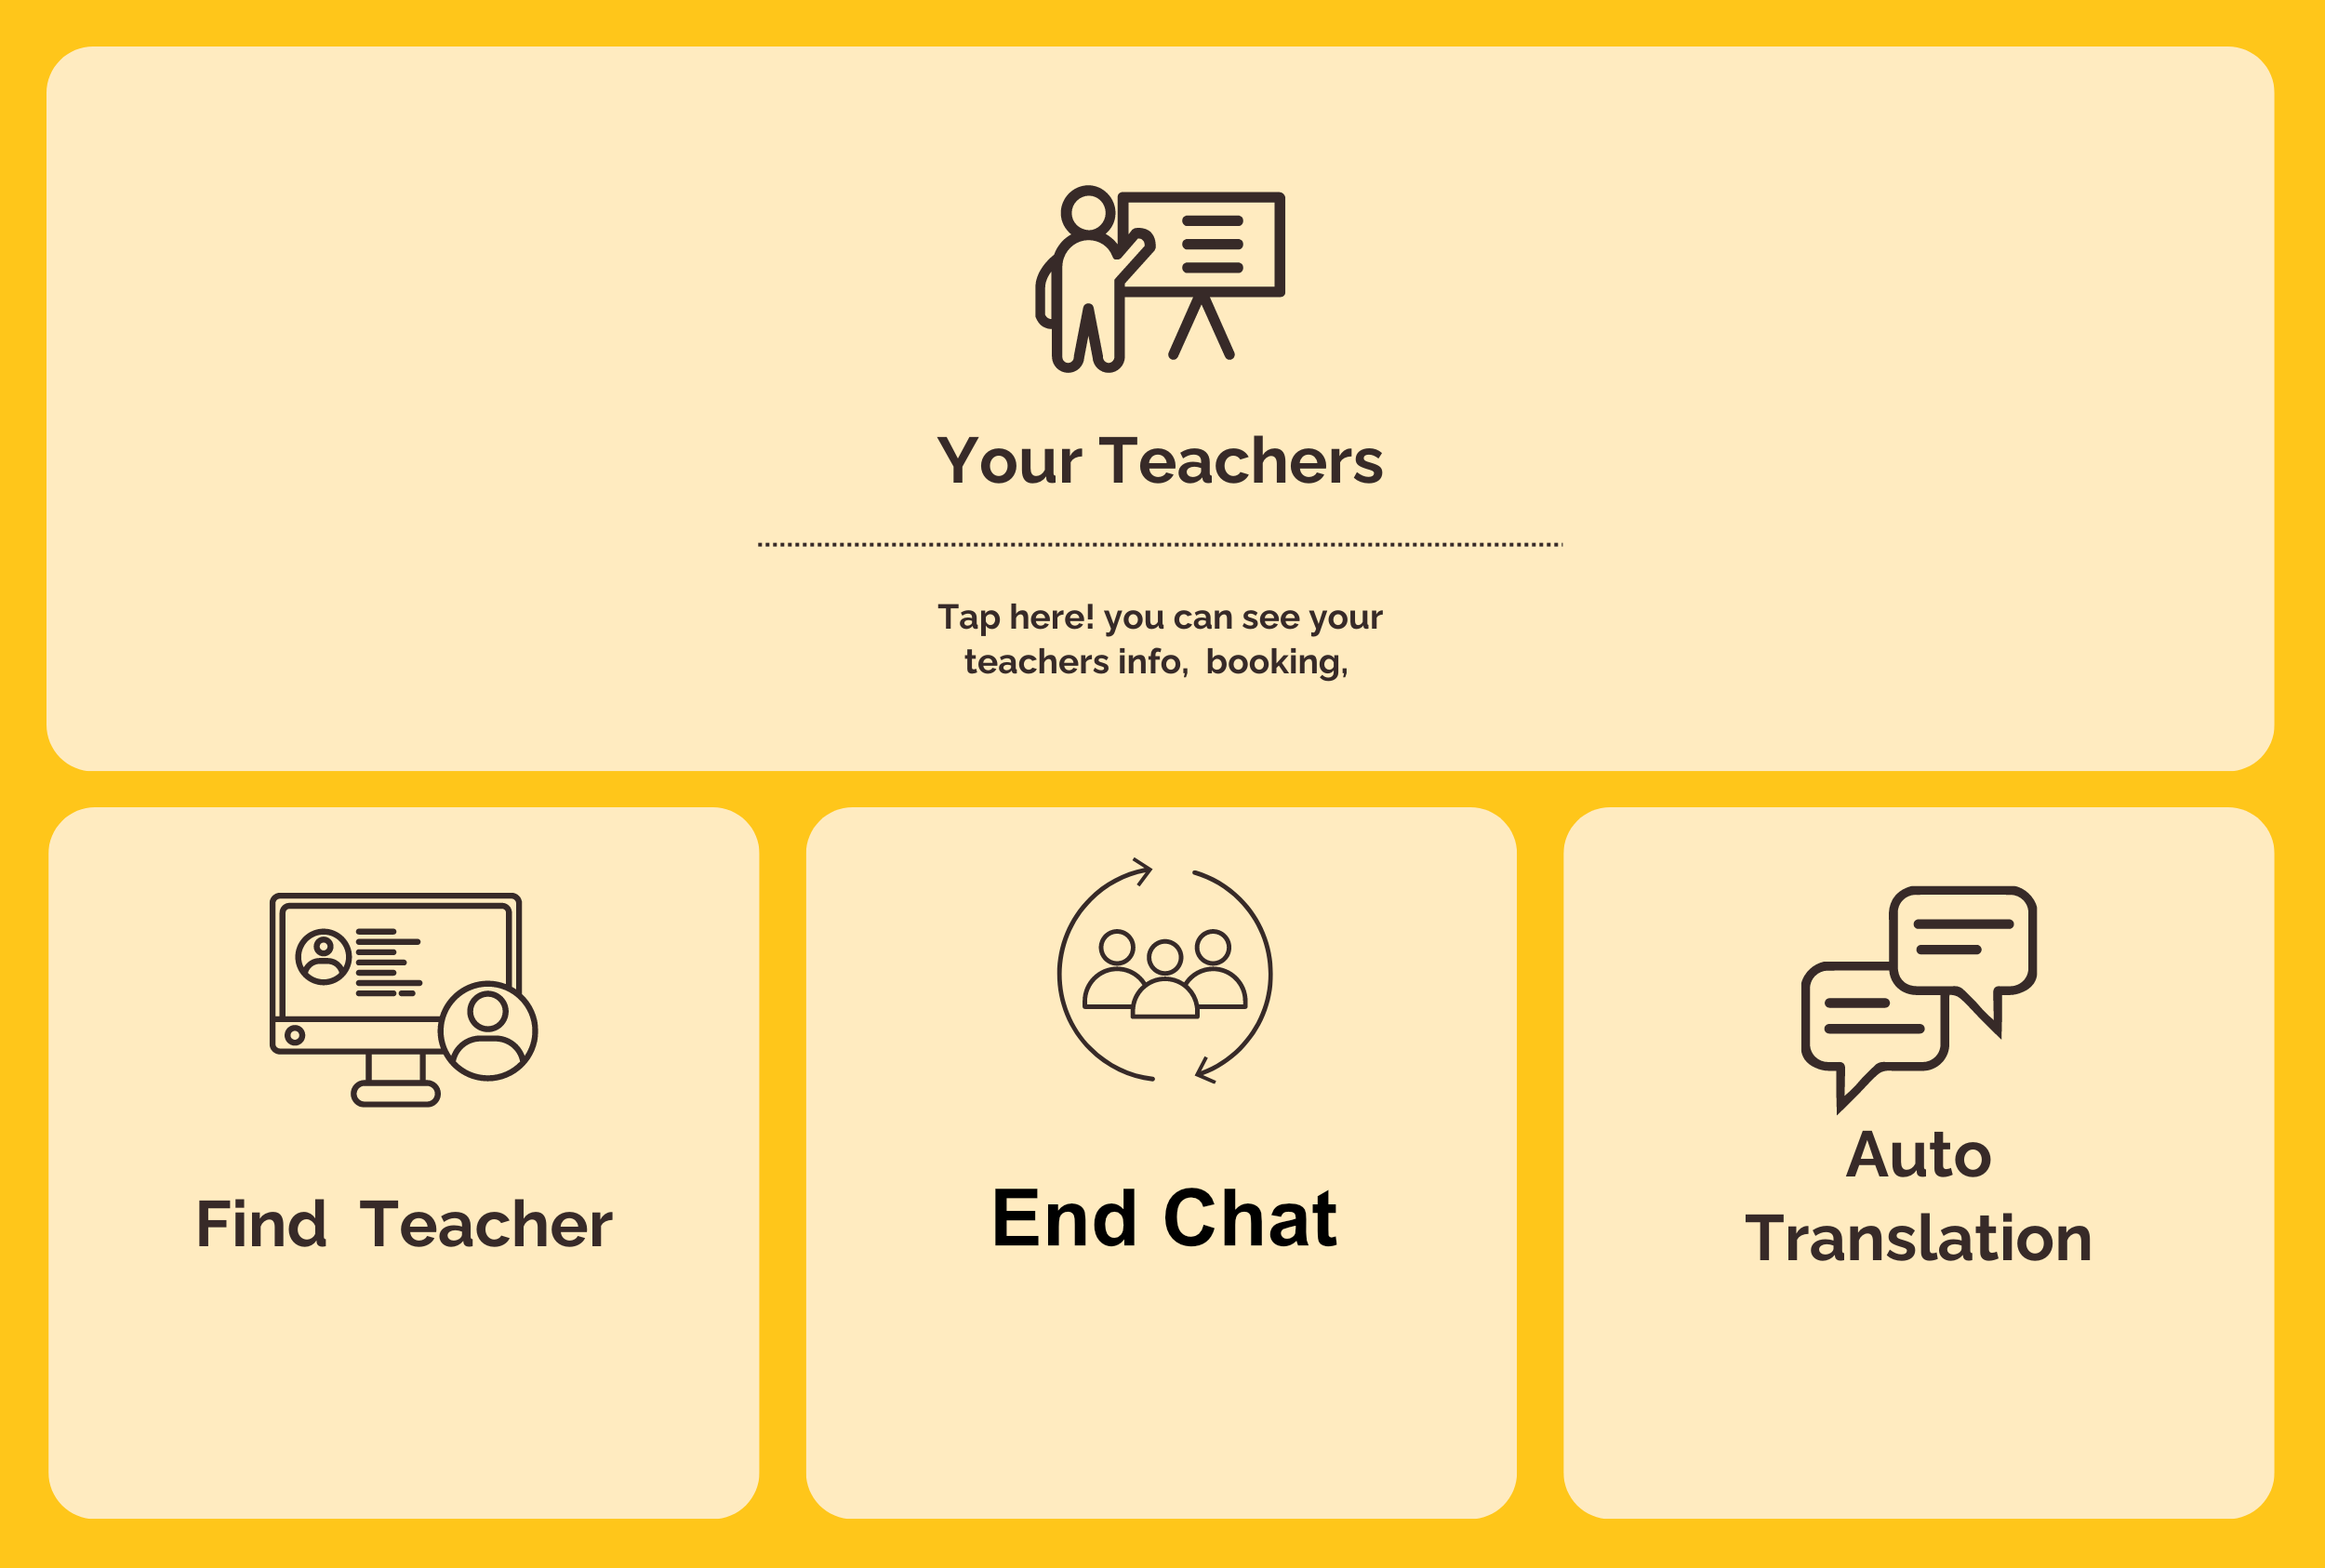 Your Teachers
Tap here! you can see your
teachers info,  booking,
Find  Teacher
End Chat
Auto
Translation